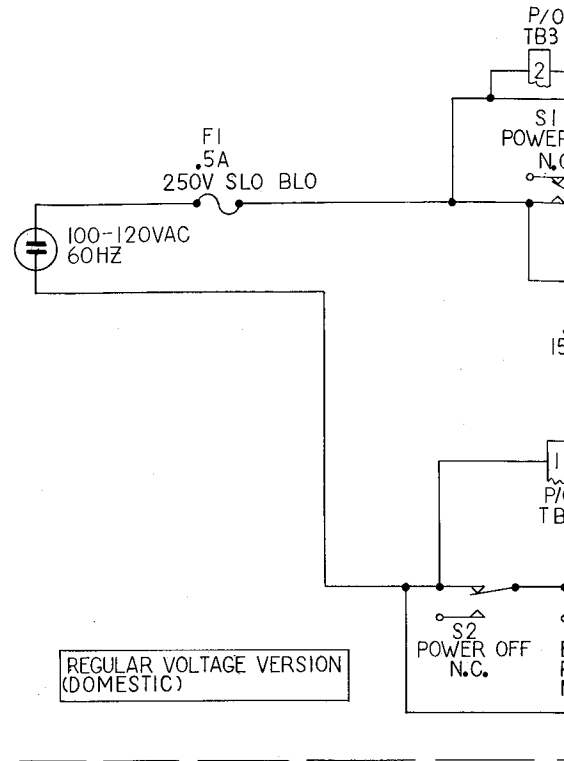 P/O
TB3
2
S1
POWER
N.C
F1
.5A
250V SLO BLO
100-120VAC
60HZ
15
1
P/O
TB
S2
POWER OFF
N.C.
REGULAR VOLTAGE VERSION
(DOMESTIC)